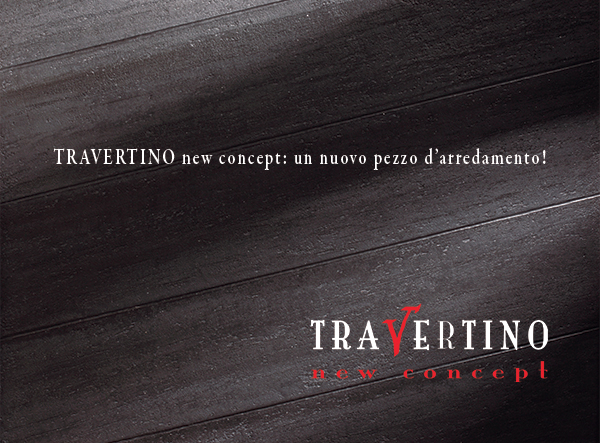 TRAVERTINO new concept: un nuovo pezzo d’arredamento!
TRAVERTINO
new concept